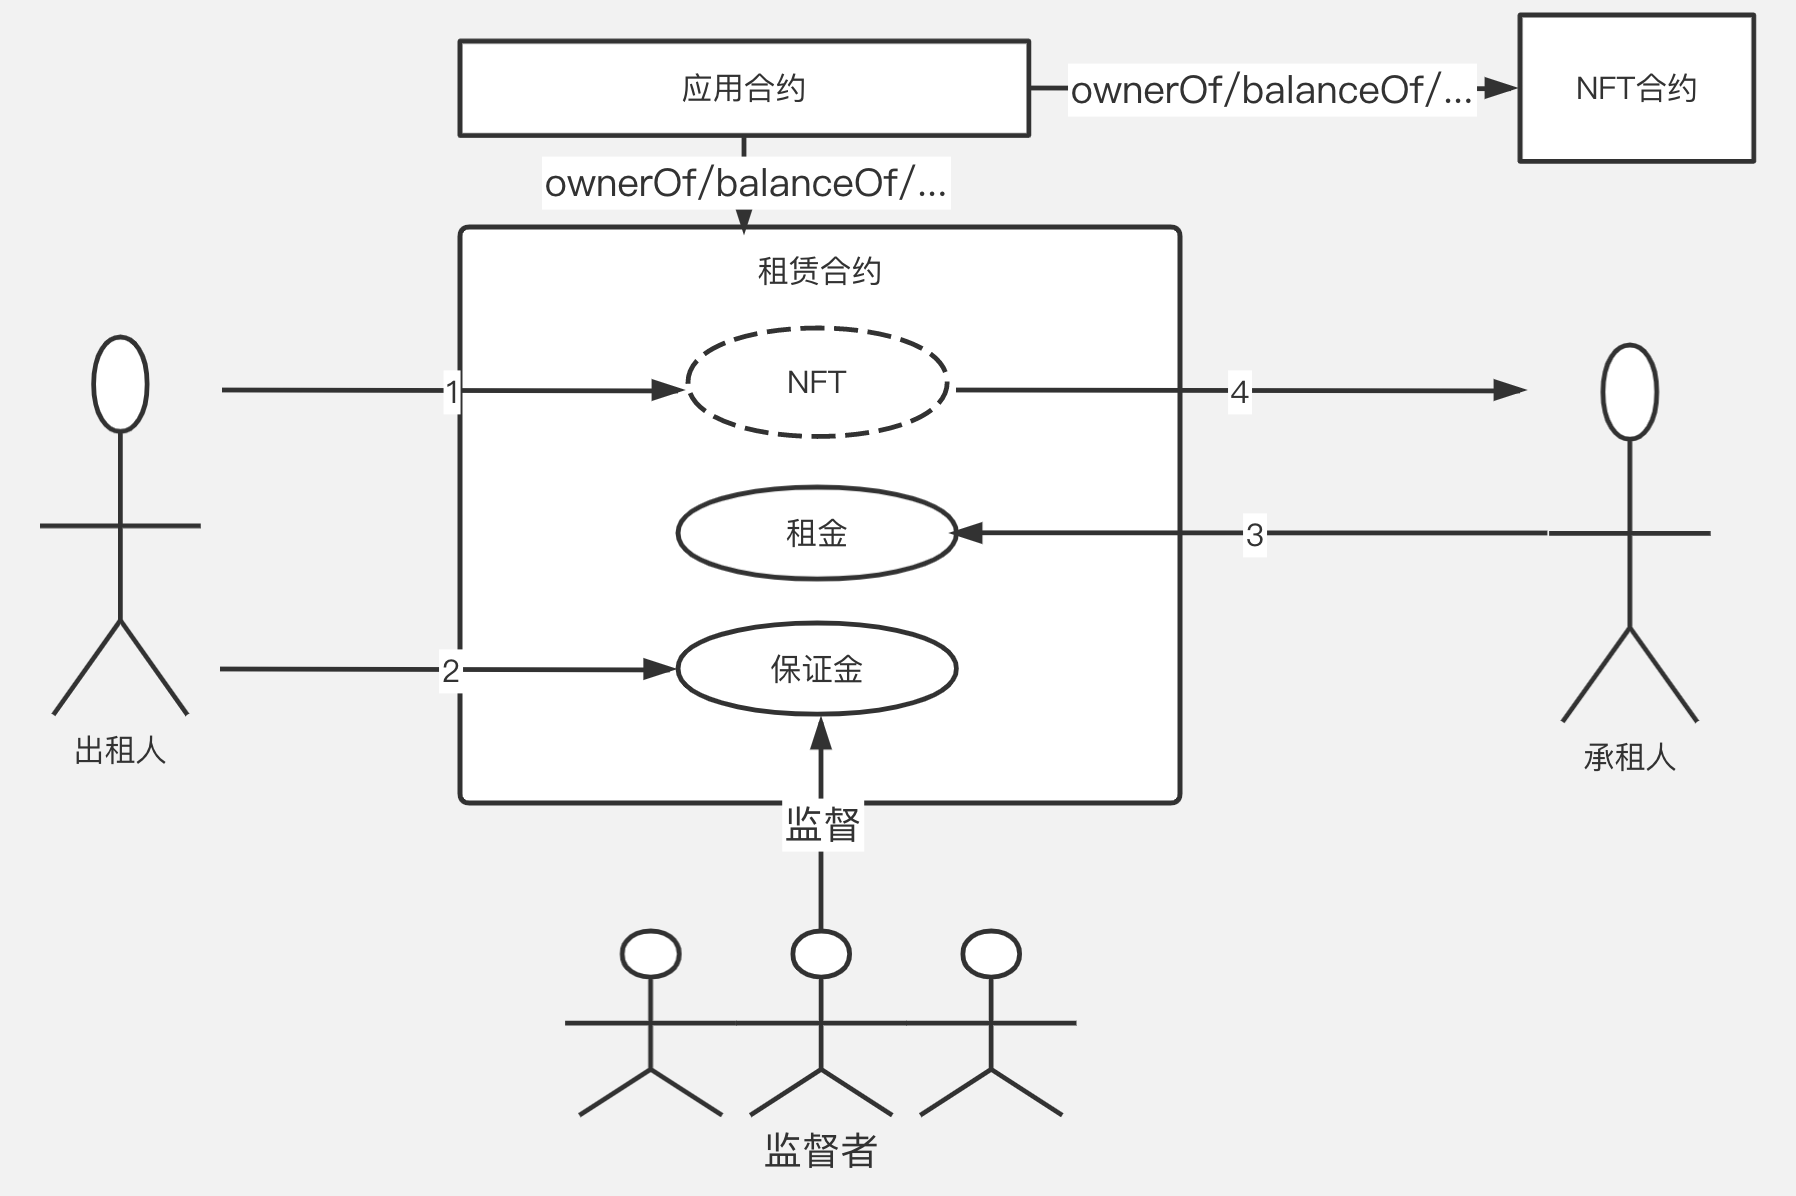 应用合约
ownerOf/balanceOf/...
NFT合约
ownerOf/balanceOf/...
租赁合约
NFT
1
4
租金
3
保证金
2
出租人
承租人
监督
监督者